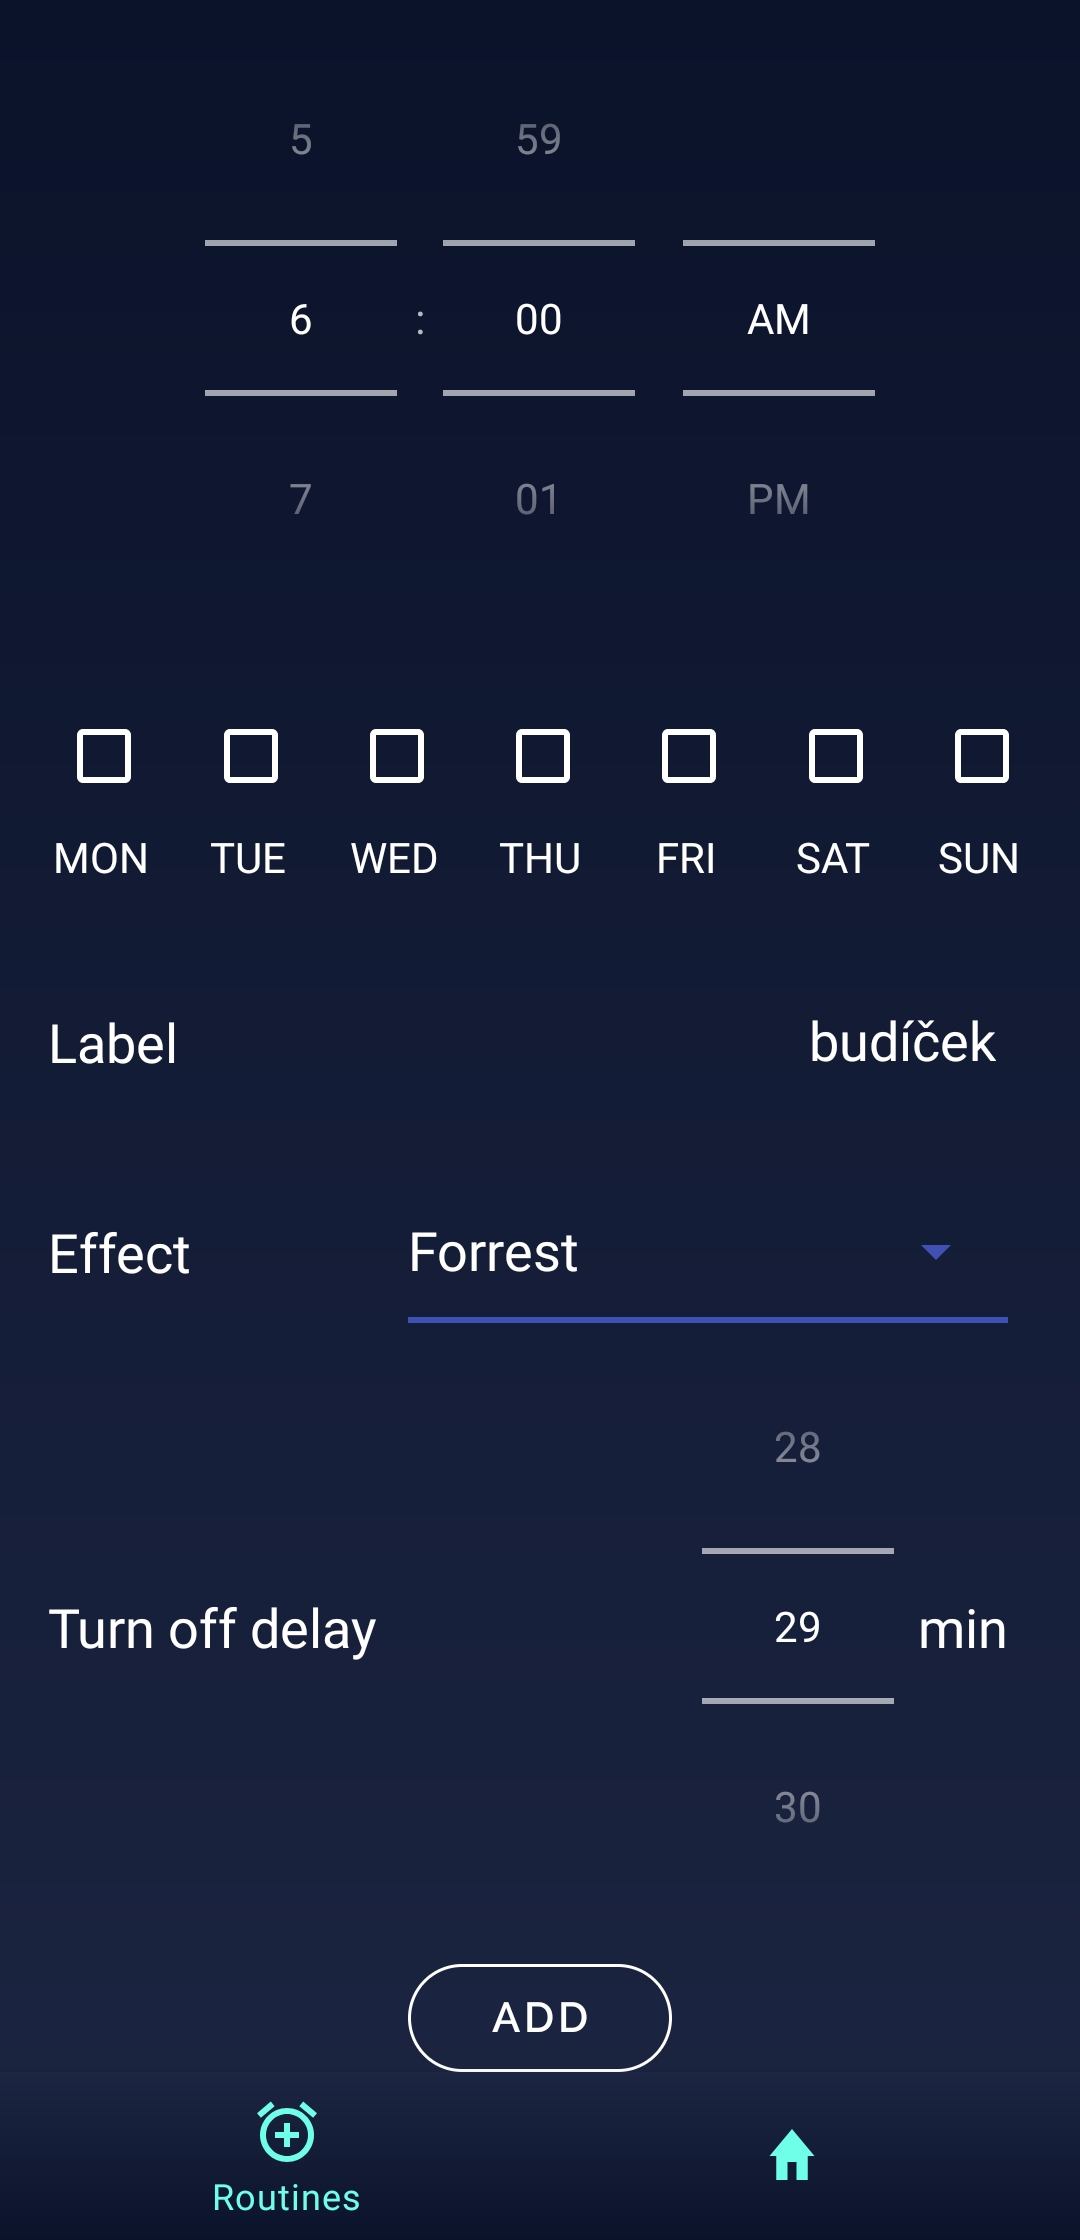 5 59
6 : 00 AM
7 01 PM
MON TUE WED THU FRI SAT SUN
Label budíček
Effect Forrest
28
Turn off delay 29 min
30
ADD
Routines